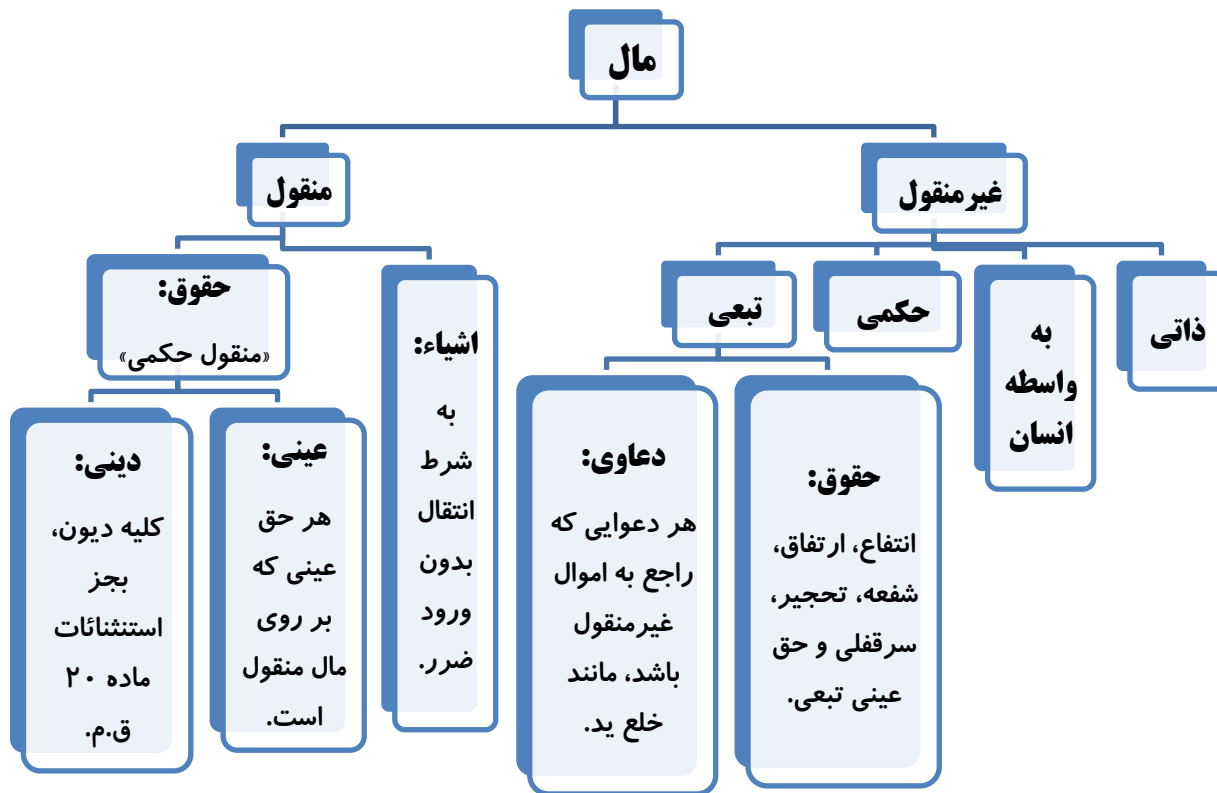 مال
غیرمنقول
منقول
ذاتی
به
واسطه
انسان
حکمی
تبعی
حقوق:
انتفاع، ارتفاق،
شفعه، تحجیر،
سرقفلی و حق
عینی تبعی.
دعاوی:
هر دعوایی که
راجع به اموال
غیرمنقول
باشد، مانند
خلع ید.
اشیاء:
به
شرط
انتقال
بدون
ورود
ضرر.
حقوق:
«منقول حکمی»
عینی:
هر حق
عینی که
بر روی
مال منقول
است.
دینی:
کلیه دیون،
بجز
استنثنائات
ماده ۲۰
ق.م.